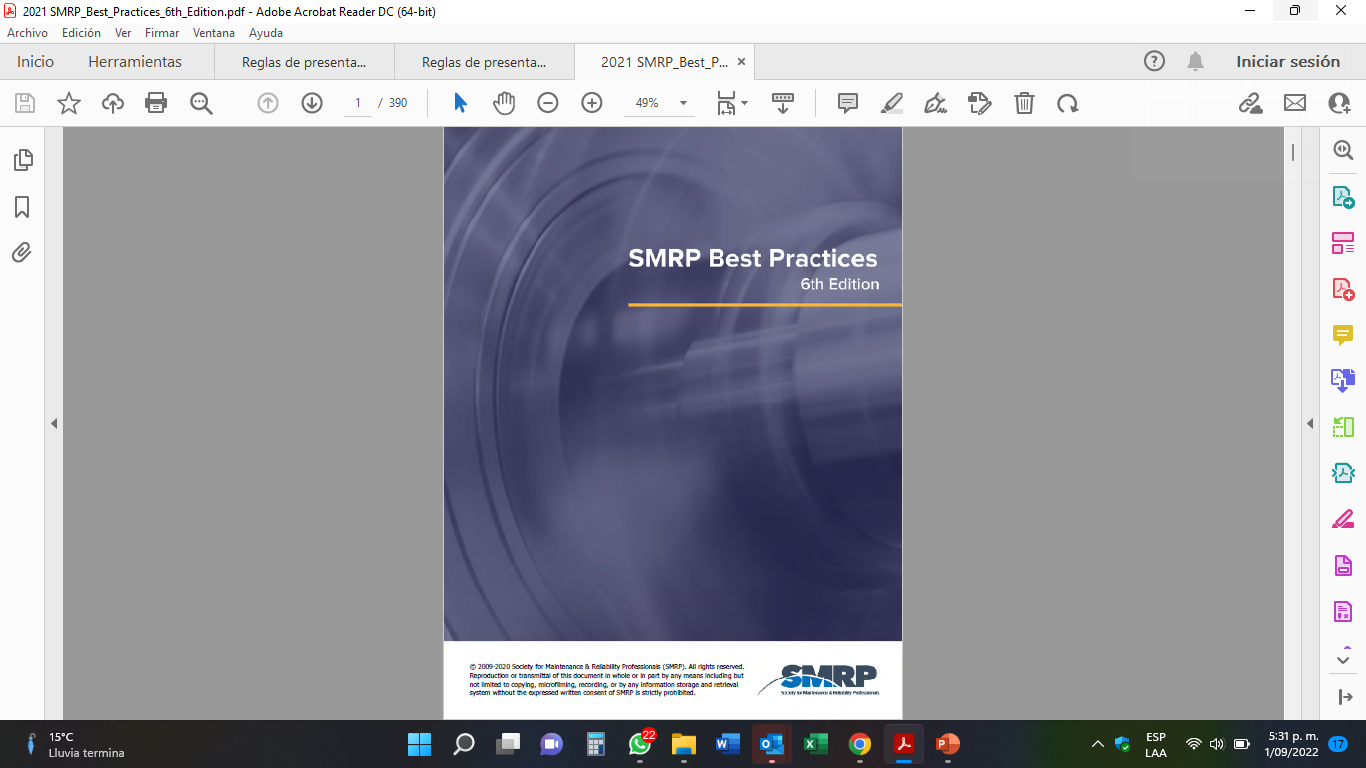 2021 SMRP_Best_Practices_6th_Edition.pdf - Adobe Acrobat Reader DC (64-bit)
Archivo Edición Ver Firmar Ventana Ayuda
Inicio Herramientas Reglas de presenta... Reglas de presenta... 2021 SMRP_Best_P... × Iniciar sesión
1 / 390 49%
SMRP Best Practices
6th Edition
© 2009-2020 Society for Maintenance & Reliability Professionals (SMRP). All rights reserved.
Reproduction or transmittal of this document in whole or in part by any means including but
not limited to copying, microfilming, recording, or by any information storage and retrieval
system without the expressed written consent of SMRP is strictly prohibited.
SMRP
Society for Maintenance & Reliability Professionals
15°C
Lluvia termina
22
ESP
LAA
5:31 p. m.
1/09/2022
17